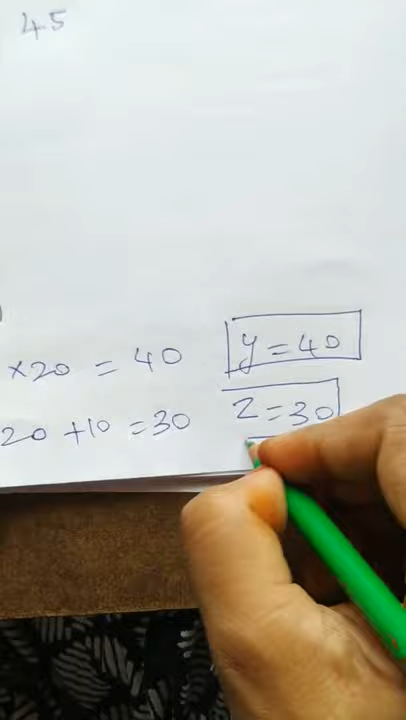 45
×20 = 40 y = 40
20 + 10 = 30 z = 30